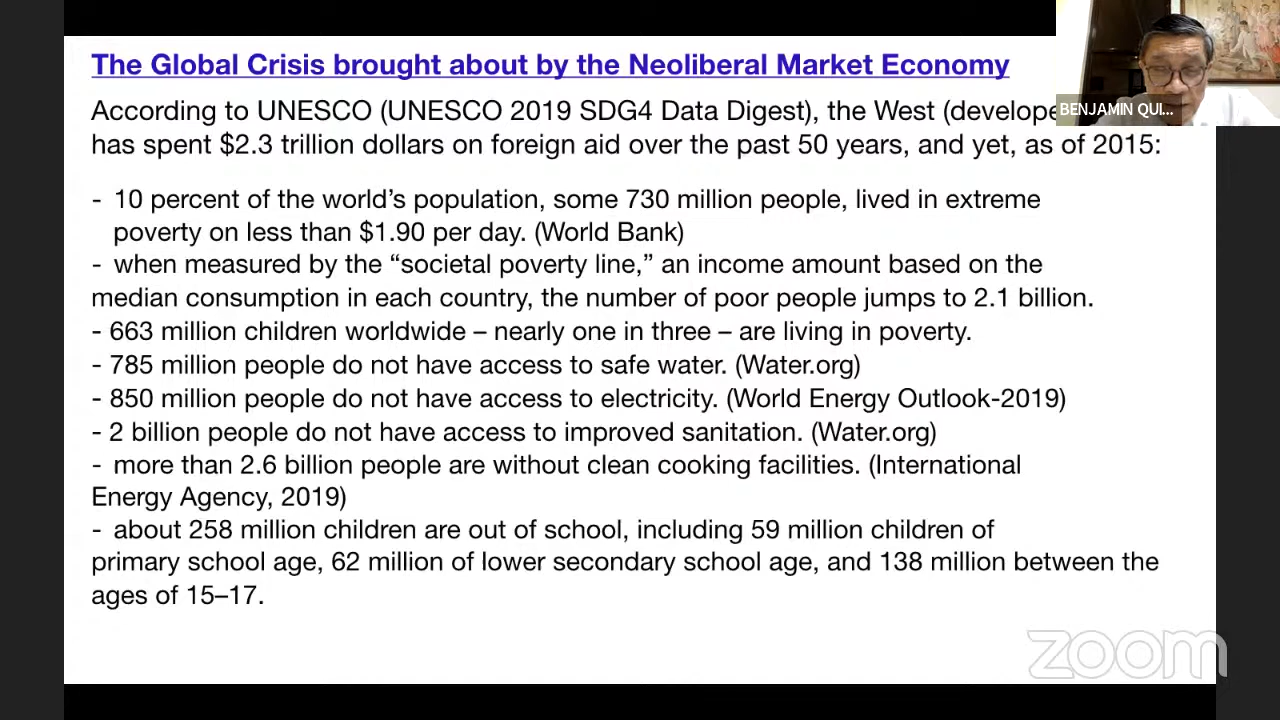 The Global Crisis brought about by the Neoliberal Market Economy
According to UNESCO (UNESCO 2019 SDG4 Data Digest), the West (develope
has spent $2.3 trillion dollars on foreign aid over the past 50 years, and yet, as of 2015:
- 10 percent of the world’s population, some 730 million people, lived in extreme
poverty on less than $1.90 per day. (World Bank)
- when measured by the “societal poverty line,” an income amount based on the
median consumption in each country, the number of poor people jumps to 2.1 billion.
- 663 million children worldwide – nearly one in three – are living in poverty.
- 785 million people do not have access to safe water. (Water.org)
- 850 million people do not have access to electricity. (World Energy Outlook-2019)
- 2 billion people do not have access to improved sanitation. (Water.org)
- more than 2.6 billion people are without clean cooking facilities. (International
Energy Agency, 2019)
- about 258 million children are out of school, including 59 million children of
primary school age, 62 million of lower secondary school age, and 138 million between the
ages of 15–17.
BENJAMIN QUI...
zoom